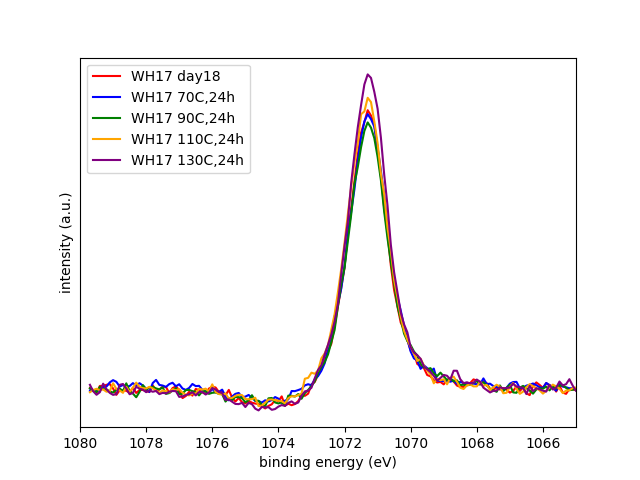 WH17 day18
WH17 70C,24h
WH17 90C,24h
WH17 110C,24h
WH17 130C,24h
intensity (a.u.)
1080 1078 1076 1074 1072 1070 1068 1066
binding energy (eV)